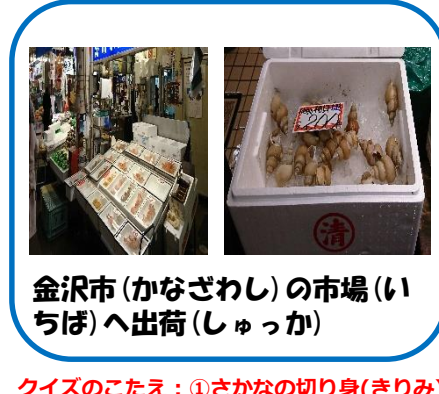 200
清
金沢市(かなざわし)の市場(い
ちば)へ出荷(しゅっか)
クイズのこたえ：①さかなの切り身(きりみ)